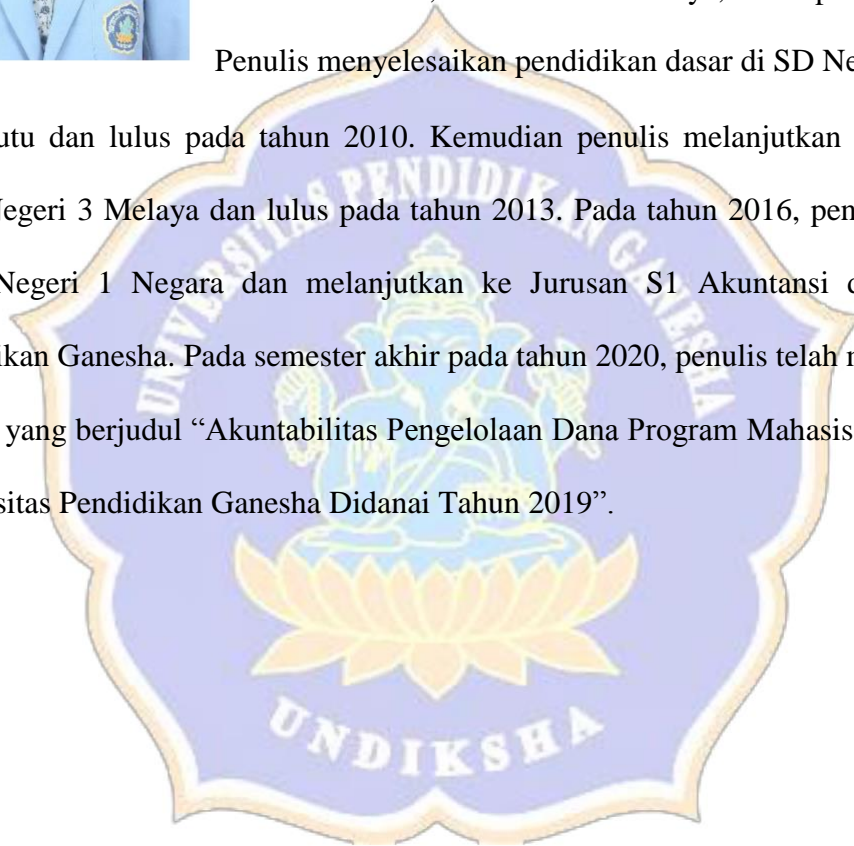 Penulis menyelesaikan pendidikan dasar di SD Ne
utu dan lulus pada tahun 2010. Kemudian penulis melanjutkan
Negeri 3 Melaya dan lulus pada tahun 2013. Pada tahun 2016, pen
Negeri 1 Negara dan melanjutkan ke Jurusan S1 Akuntansi d
ikan Ganesha. Pada semester akhir pada tahun 2020, penulis telah
yang berjudul “Akuntabilitas Pengelolaan Dana Program Mahasis
sitas Pendidikan Ganesha Didanai Tahun 2019”.
UNIVERSITAS PENDIDIKAN GANESHA
UNDIKSHA